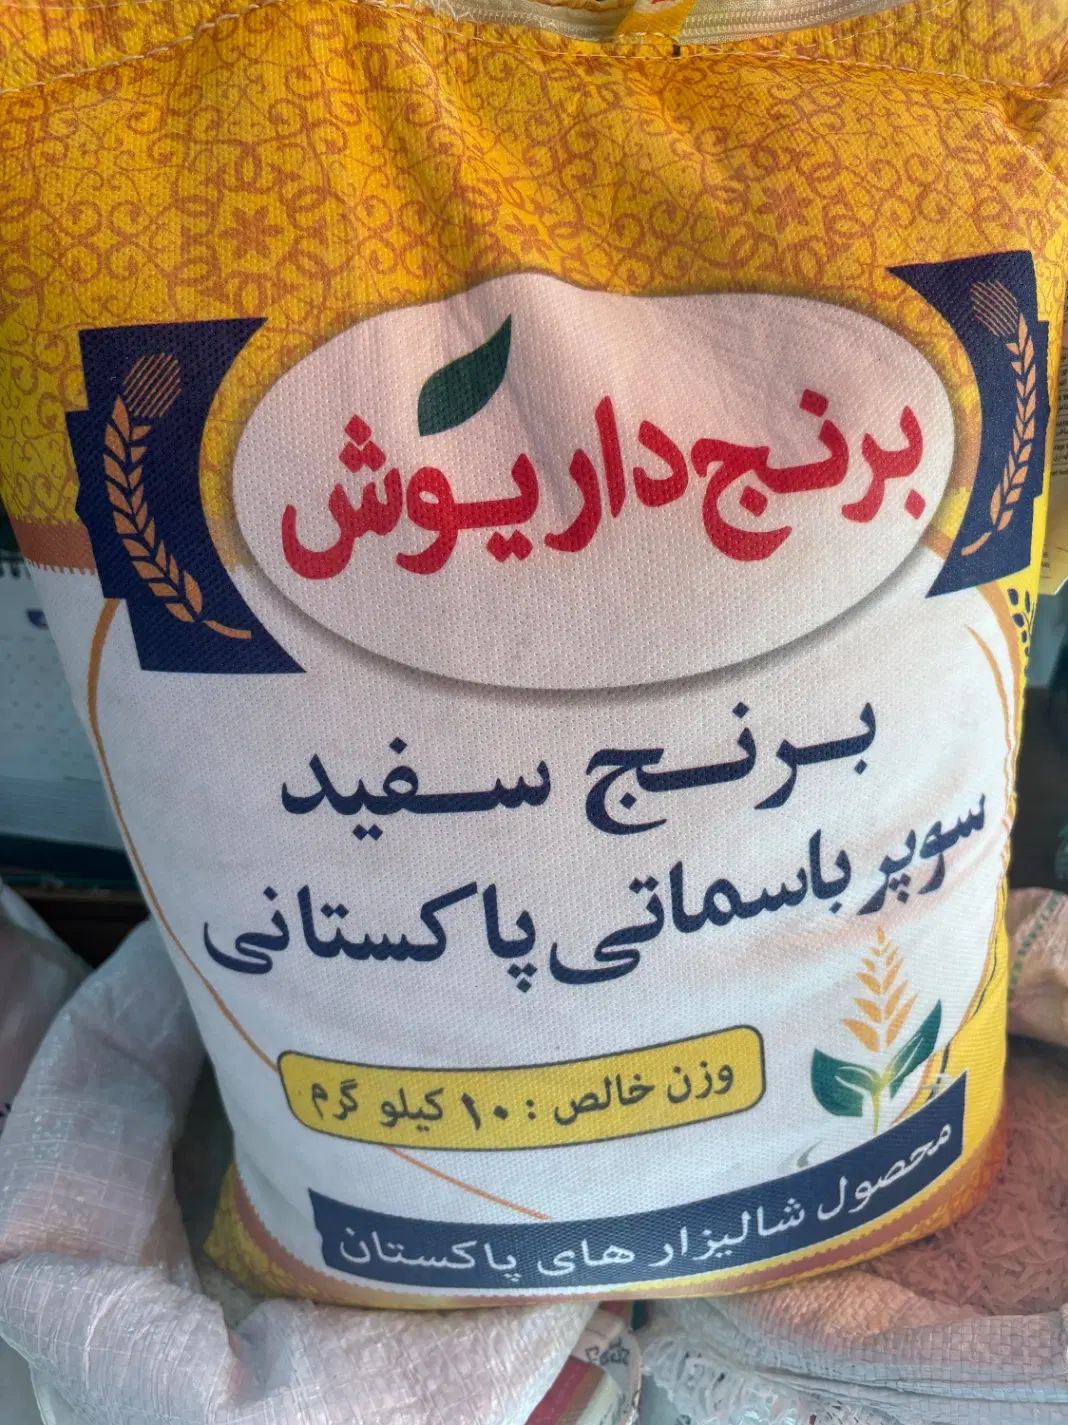 برنج داریوش
برنج سفید
سوپر باسماتی پاکستانی
وزن خالص : ۱۰ کیلو گرم
محصول شالیزار های پاکستان